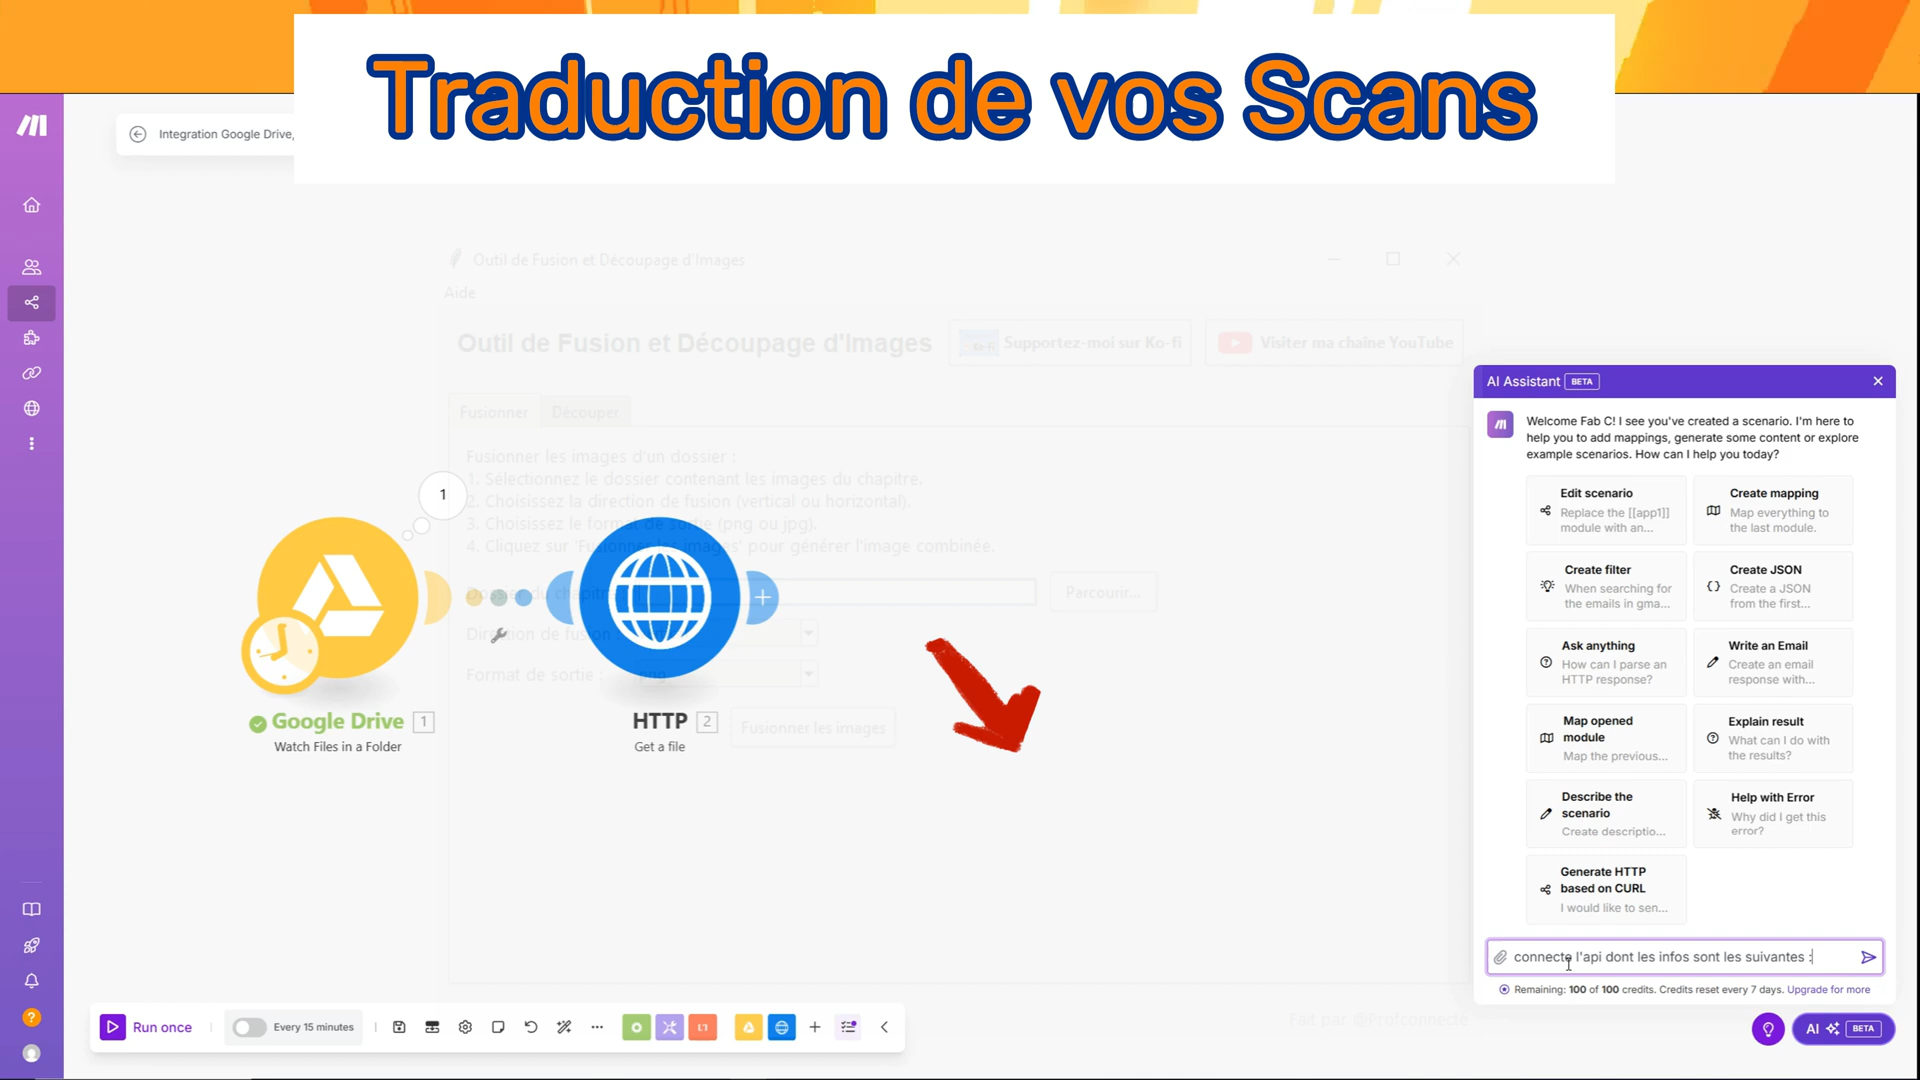 Traduction de vos Scans
Integration Google Drive,
Outil de Fusion et Découpage d'Images
Aide
Outil de Fusion et Découpage d'Images
Supportez-moi sur Ko-fi
Visiter ma chaine YouTube
Fusionner
Découper
Fusionner les images d'un dossier :
1. Sélectionnez le dossier contenant les images du chapitre.
2. Choisissez la direction de fusion (vertical ou horizontal).
3. Choisissez le format de sortie (png ou jpg).
4. Cliquez sur 'Fusionner les images' pour générer l'image combinée.
Dossier du chapitre
Parcourir...
Direction de fusion :
Format de sortie :
png
Fusionner les images
1
Google Drive 1
Watch Files in a Folder
HTTP 2
Get a file
AI Assistant BETA
Welcome Fab C! I see you've created a scenario. I'm here to
help you to add mappings, generate some content or explore
example scenarios. How can I help you today?
Edit scenario
Replace the [[app1]]
module with an...
Create mapping
Map everything to
the last module.
Create filter
When searching for
the emails in gma...
Create JSON
Create a JSON
from the first...
Ask anything
How can I parse an
HTTP response?
Write an Email
Create an email
response with...
Map opened
module
Map the previous...
Explain result
What can I do with
the results?
Describe the
scenario
Create descriptio...
Help with Error
Why did I get this
error?
Generate HTTP
based on CURL
I would like to sen...
connecte l'api dont les infos sont les suivantes :
Remaining: 100 of 100 credits. Credits reset every 7 days. Upgrade for more
Run once
Every 15 minutes
Fait par @Profconnecté
AI BETA